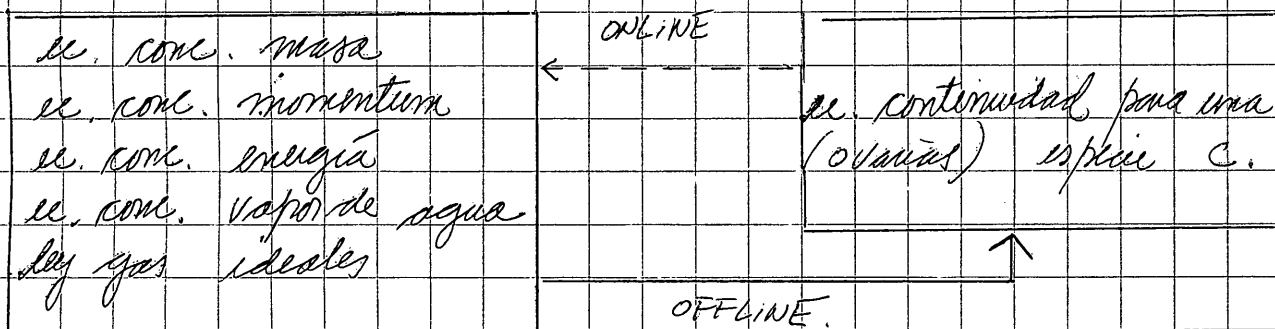 ec. conc. masa
ec. conc. momentum
ec. conc. energía
ec. conc. vapor de agua
ley gas ideales
ONLINE
ec. continuidad para una
(o varias) especie C.
OFFLINE.